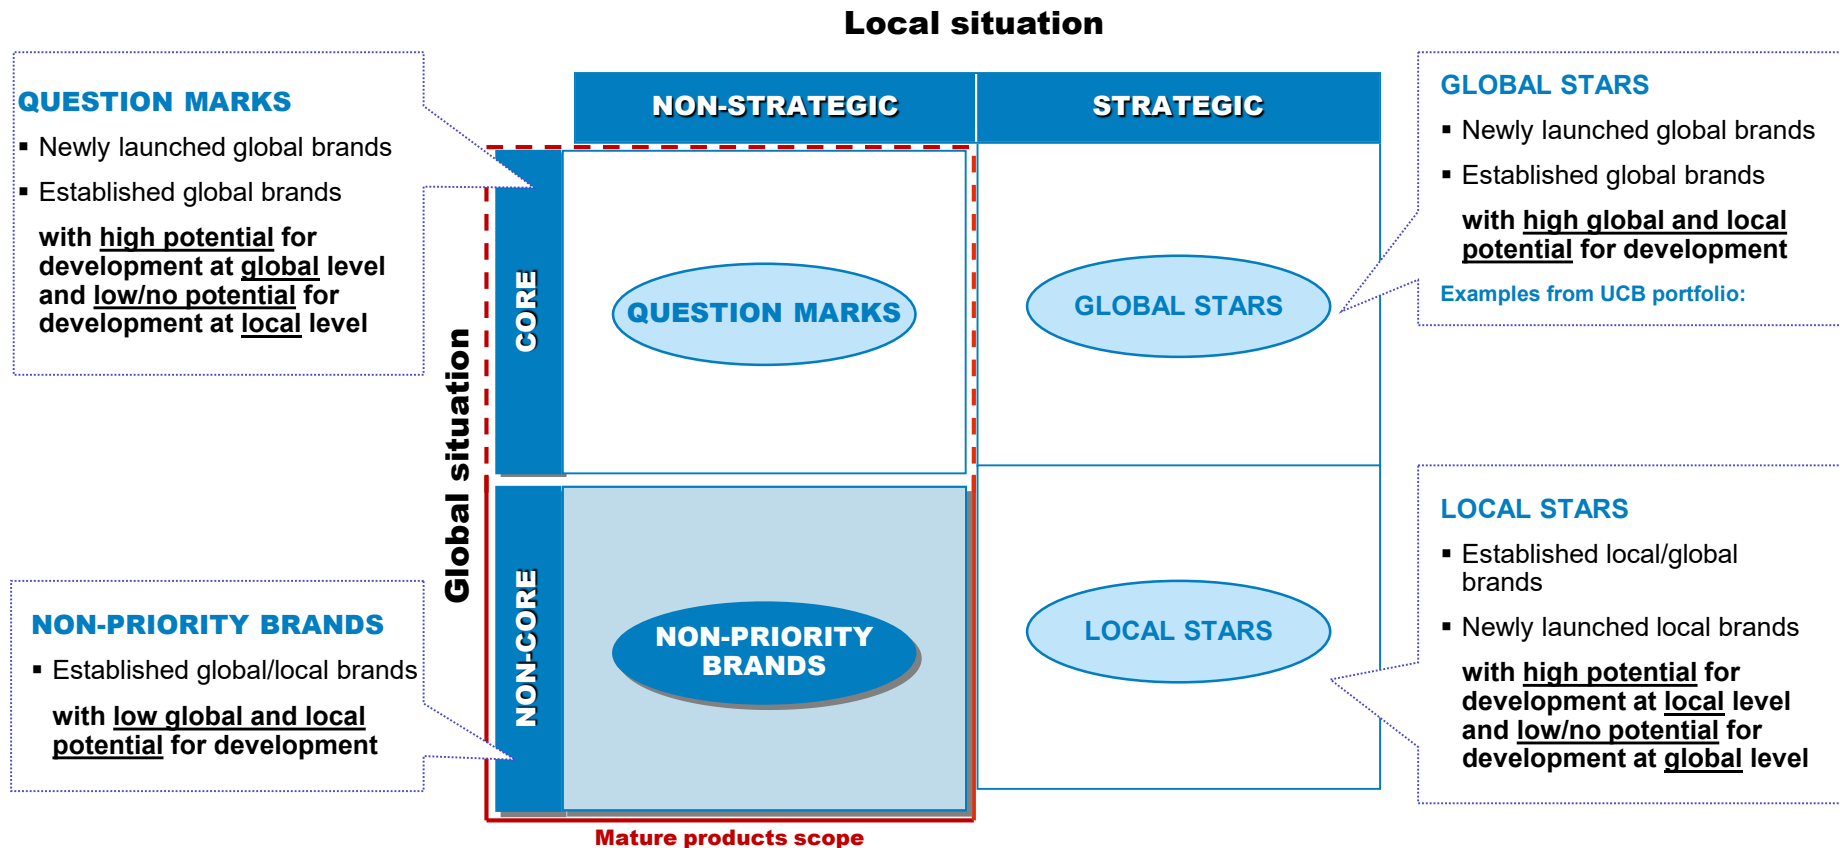 Local situation
QUESTION MARKS
▪ Newly launched global brands
▪ Established global brands
with high potential for
development at global level
and low/no potential for
development at local level
NON-STRATEGIC
STRATEGIC
GLOBAL STARS
▪ Newly launched global brands
▪ Established global brands
with high global and local
potential for development
Examples from UCB portfolio:
Global situation
CORE
QUESTION MARKS
GLOBAL STARS
NON-PRIORITY BRANDS
▪ Established global/local brands
with low global and local
potential for development
NON-CORE
NON-PRIORITY
BRANDS
LOCAL STARS
LOCAL STARS
▪ Established local/global
brands
▪ Newly launched local brands
with high potential for
development at local level
and low/no potential for
development at global level
Mature products scope